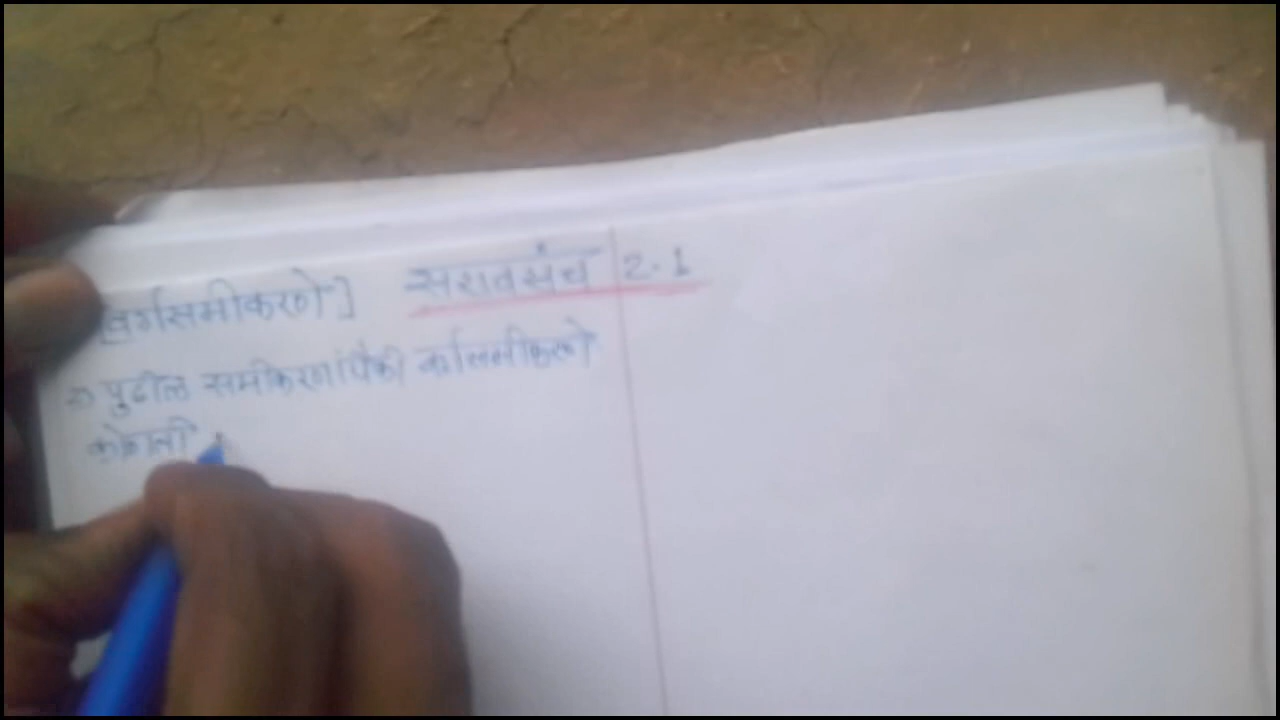 [वर्गसमीकरणे] सरावसंच 2.1
2) पुढील समीकरणांपैकी वर्गसमीकरणे
कोणती